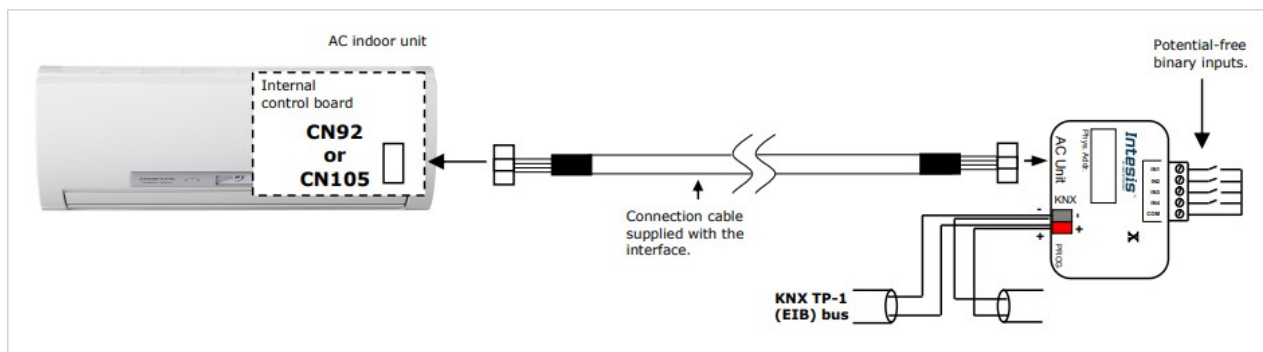 AC indoor unit
Internal
control board
CN92
or
CN105
Connection cable
supplied with the
interface.
Potential-free
binary inputs.
Intesis
Phys. Addr.
AC Unit
KNX
IN1
IN2
IN3
IN4
COM
-
-
+
+
PROG
KNX TP-1
(EIB) bus